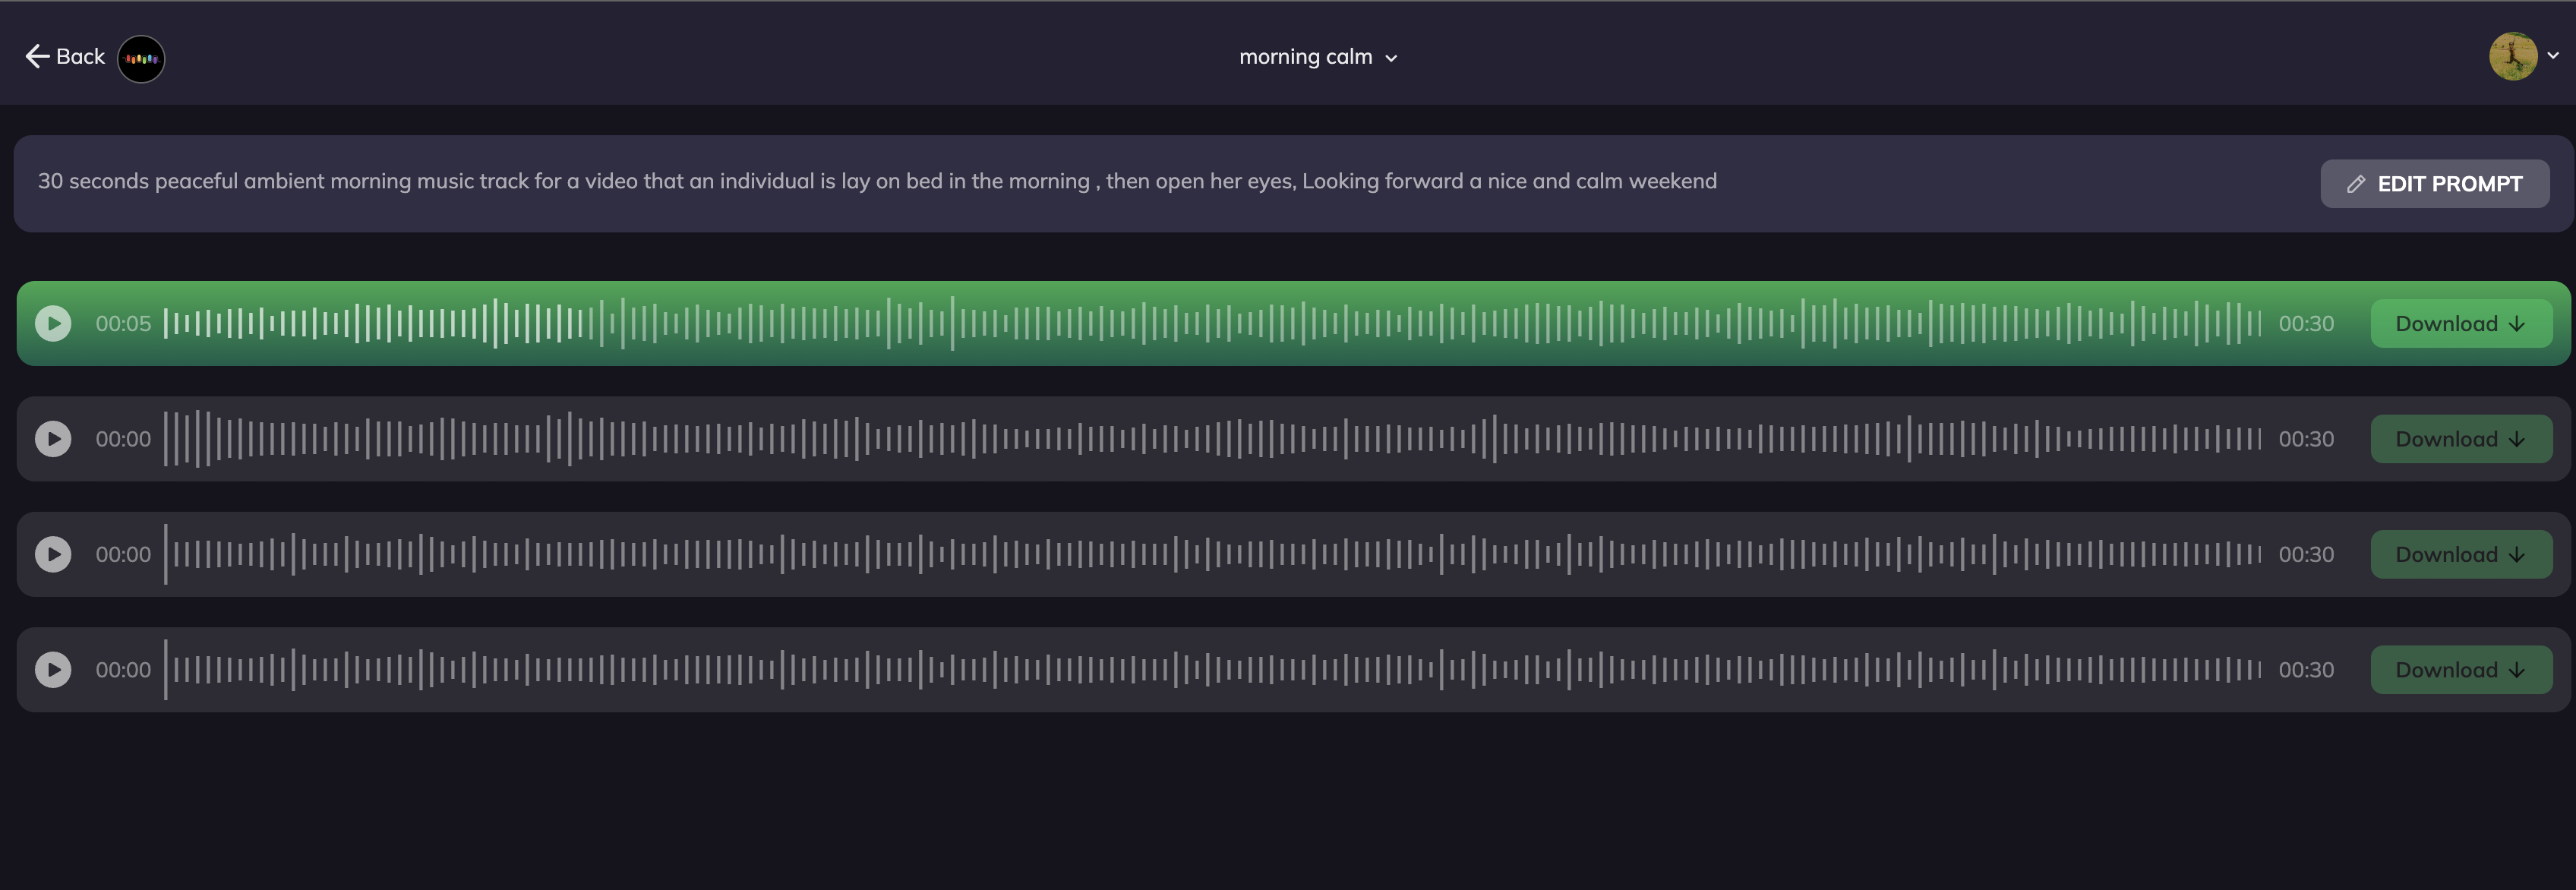 Back
morning calm
30 seconds peaceful ambient morning music track for a video that an individual is lay on bed in the morning , then open her eyes, Looking forward a nice and calm weekend
EDIT PROMPT
00:05 00:30 Download
00:00 00:30 Download
00:00 00:30 Download
00:00 00:30 Download